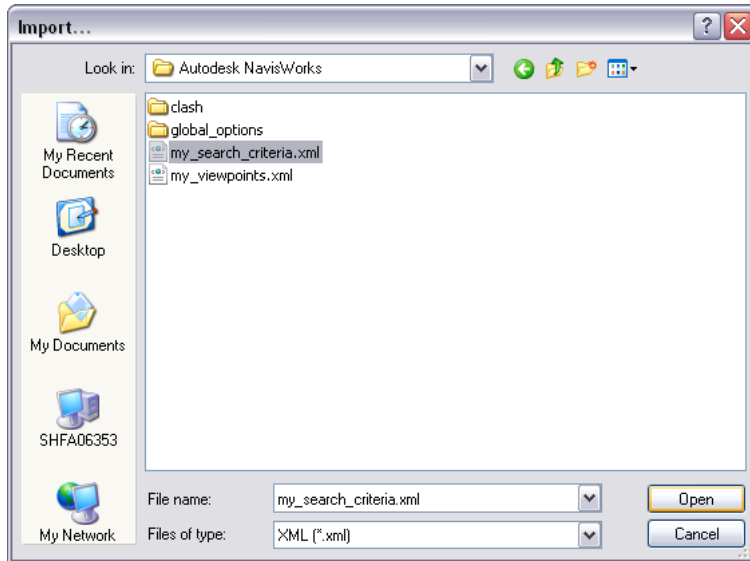 Import...
?
X
Look in:
Autodesk NavisWorks
clash
global_options
my_search_criteria.xml
my_viewpoints.xml
My Recent
Documents
Desktop
My Documents
SHFA06353
My Network
File name:
my_search_criteria.xml
Open
Files of type:
XML (*.xml)
Cancel